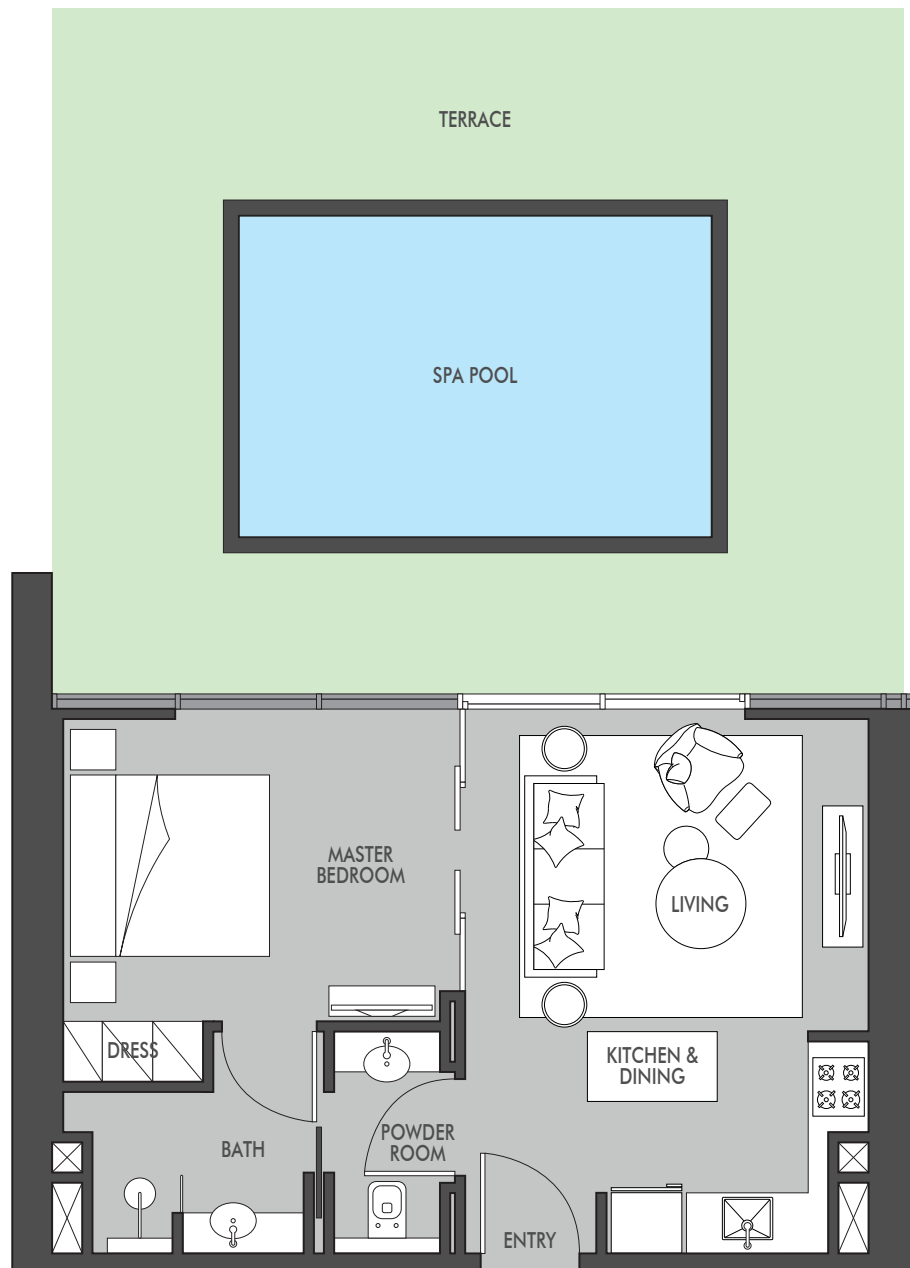 TERRACE
SPA POOL
MASTER
BEDROOM
LIVING
DRESS
KITCHEN &
DINING
BATH
POWDER
ROOM
ENTRY